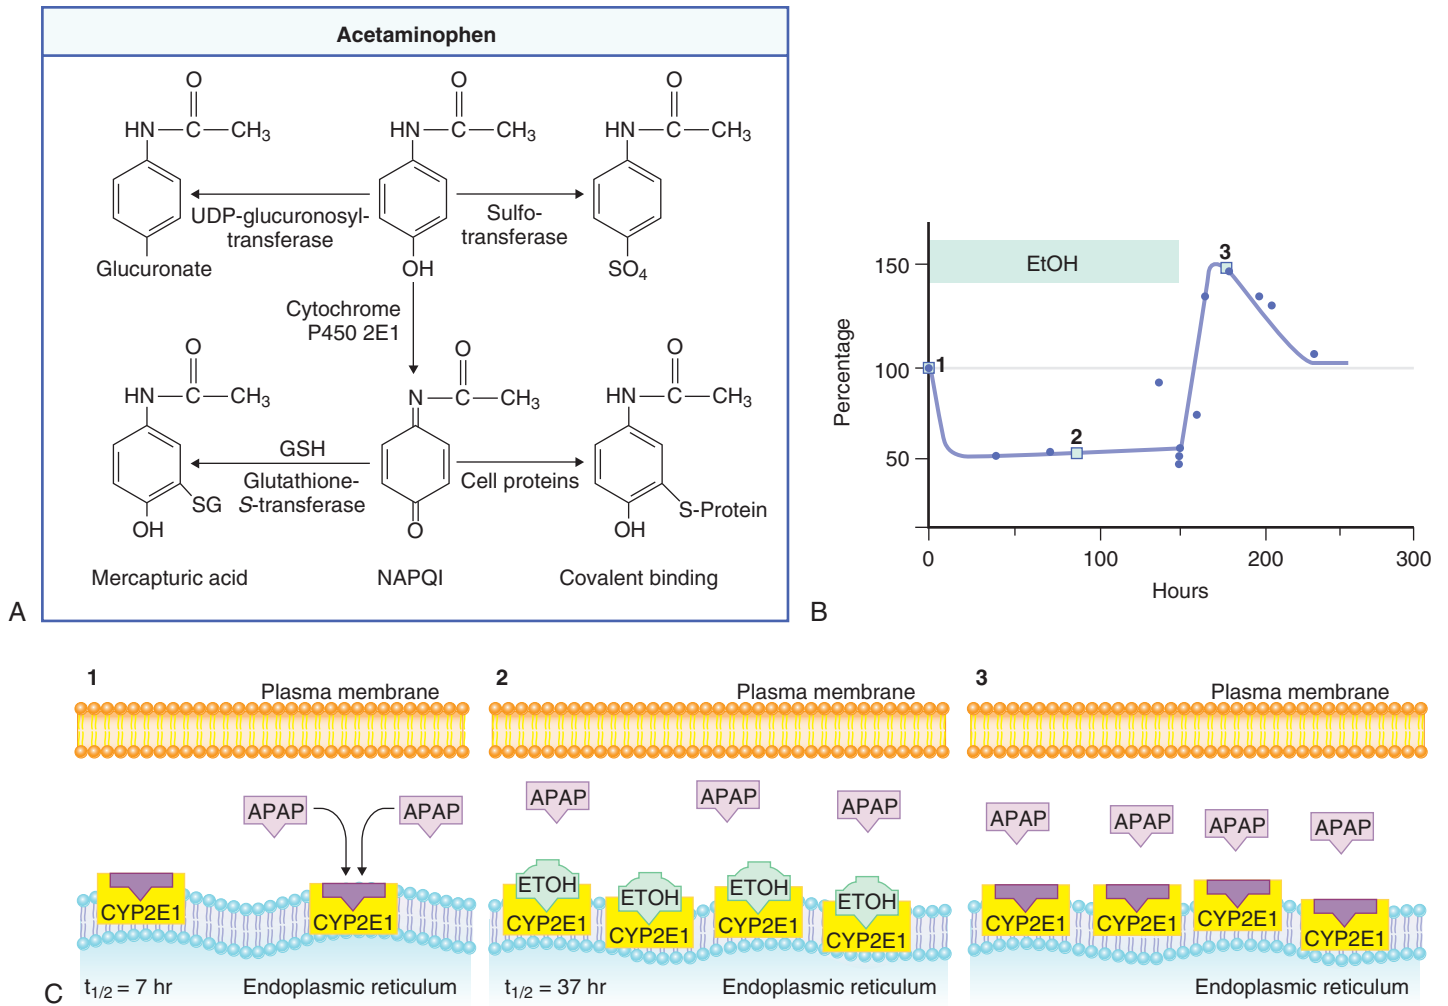 Acetaminophen
O
HN—C—CH3
O
HN—C—CH3
O
HN—C—CH3
UDP-glucuronosyl-
transferase
Sulfo-
transferase
Glucuronate
OH
SO4
Cytochrome
P450 2E1
O
HN—C—CH3
O
N—C—CH3
O
HN—C—CH3
GSH
Glutathione-
S-transferase
Cell proteins
SG
OH
O
S-Protein
OH
Mercapturic acid
NAPQI
Covalent binding
A
EtOH
150
100
50
Percentage
1
2
3
0
100
200
300
Hours
B
1
Plasma membrane
APAP
APAP
CYP2E1
CYP2E1
t1/2 = 7 hr
Endoplasmic reticulum
2
Plasma membrane
APAP
APAP
APAP
ETOH
ETOH
ETOH
ETOH
CYP2E1
CYP2E1
CYP2E1
CYP2E1
t1/2 = 37 hr
Endoplasmic reticulum
3
Plasma membrane
APAP
APAP
APAP
APAP
CYP2E1
CYP2E1
CYP2E1
CYP2E1
Endoplasmic reticulum
C